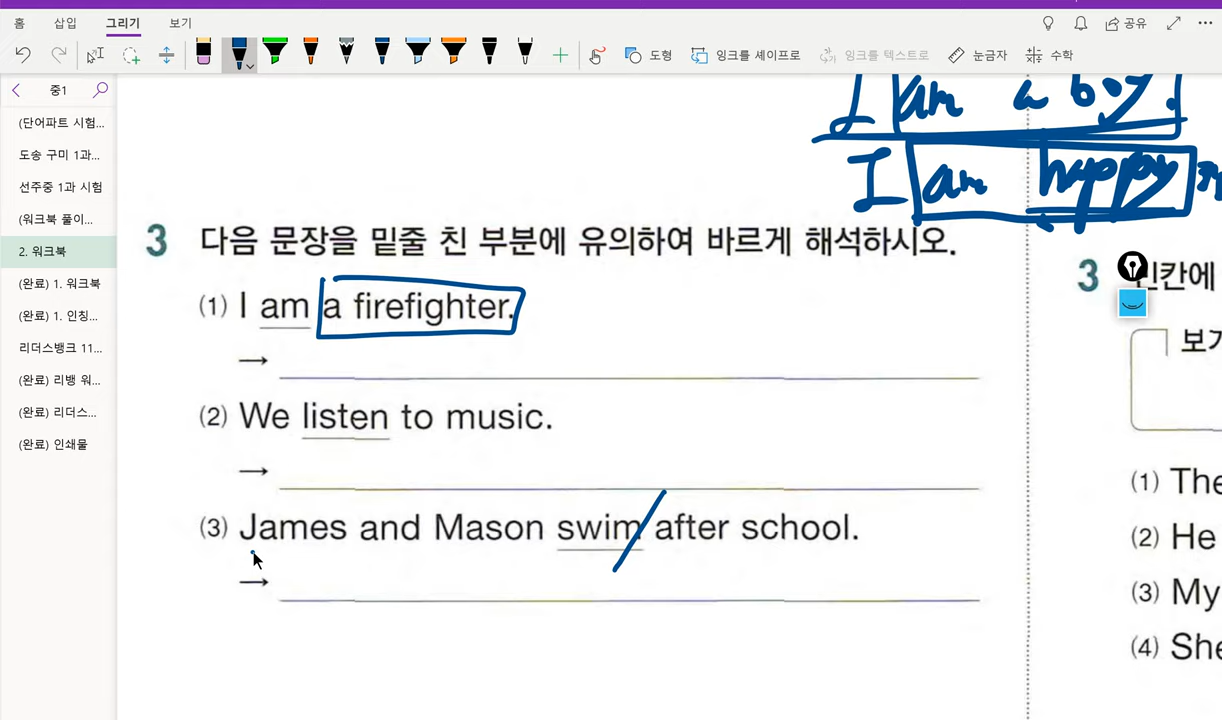 홈 삽입 그리기 보기
공유
도형 잉크를 셰이프로 잉크를 텍스트로 눈금자 수학
중1
(단어파트 시험...
도송 구미 1과...
선주중 1과 시험
(워크북 풀이...
2. 워크북
(완료) 1. 워크북
(완료) 1. 인칭...
리더스뱅크 11...
(완료) 리뱅 워...
(완료) 리더스...
(완료) 인쇄물
I am a boy.
I am happy
3 다음 문장을 밑줄 친 부분에 유의하여 바르게 해석하시오.
(1) I am a firefighter.
→
(2) We listen to music.
→
(3) James and Mason swim after school.
→
3 빈칸에
보기
(1) The
(2) He
(3) My
(4) She